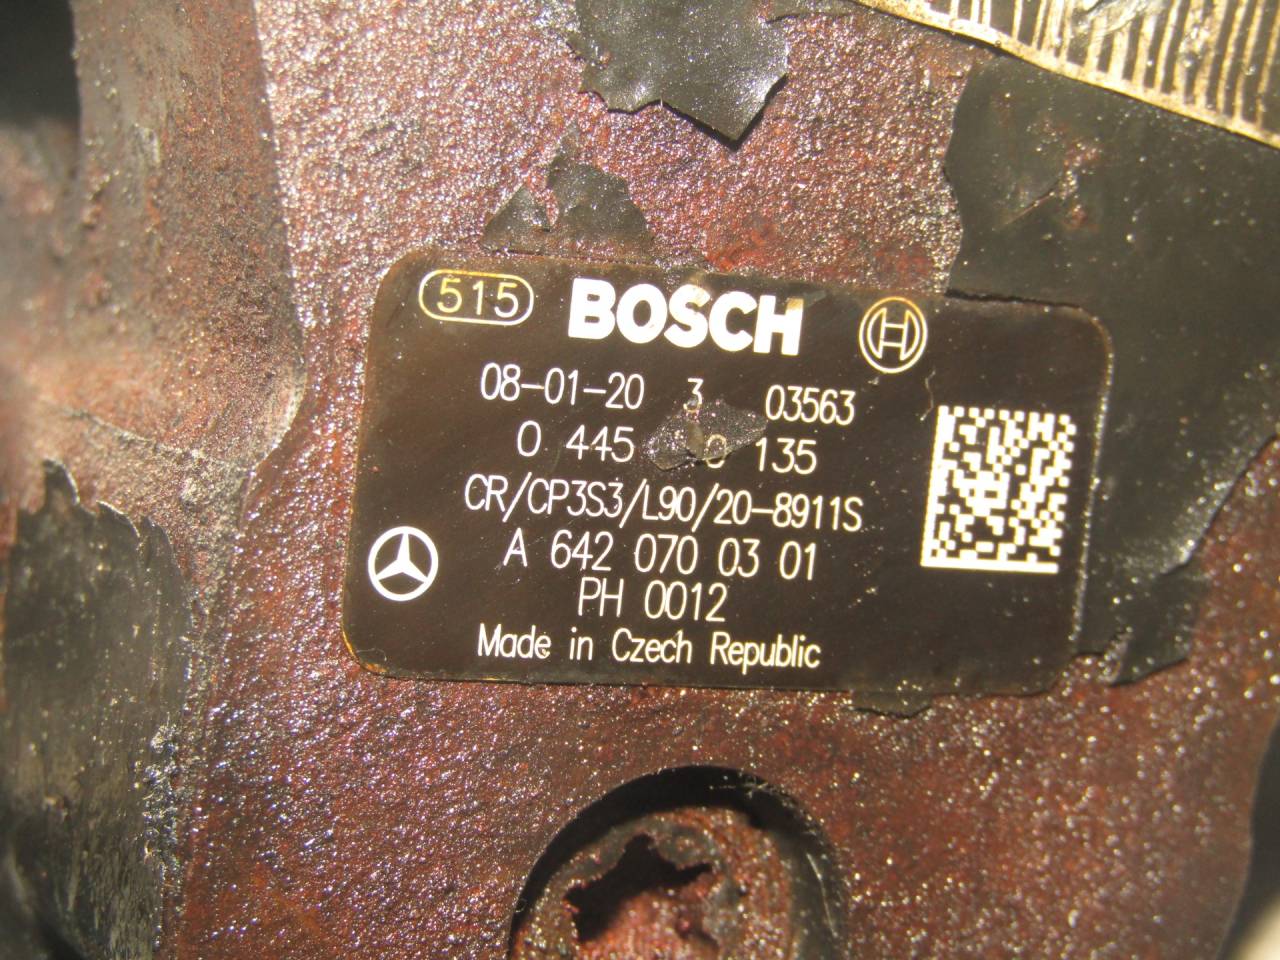 515 BOSCH
08-01-20 3 03563
0 445 0 135
CR/CP3S3/L90/20-8911S
A 642 070 03 01
PH 0012
Made in Czech Republic